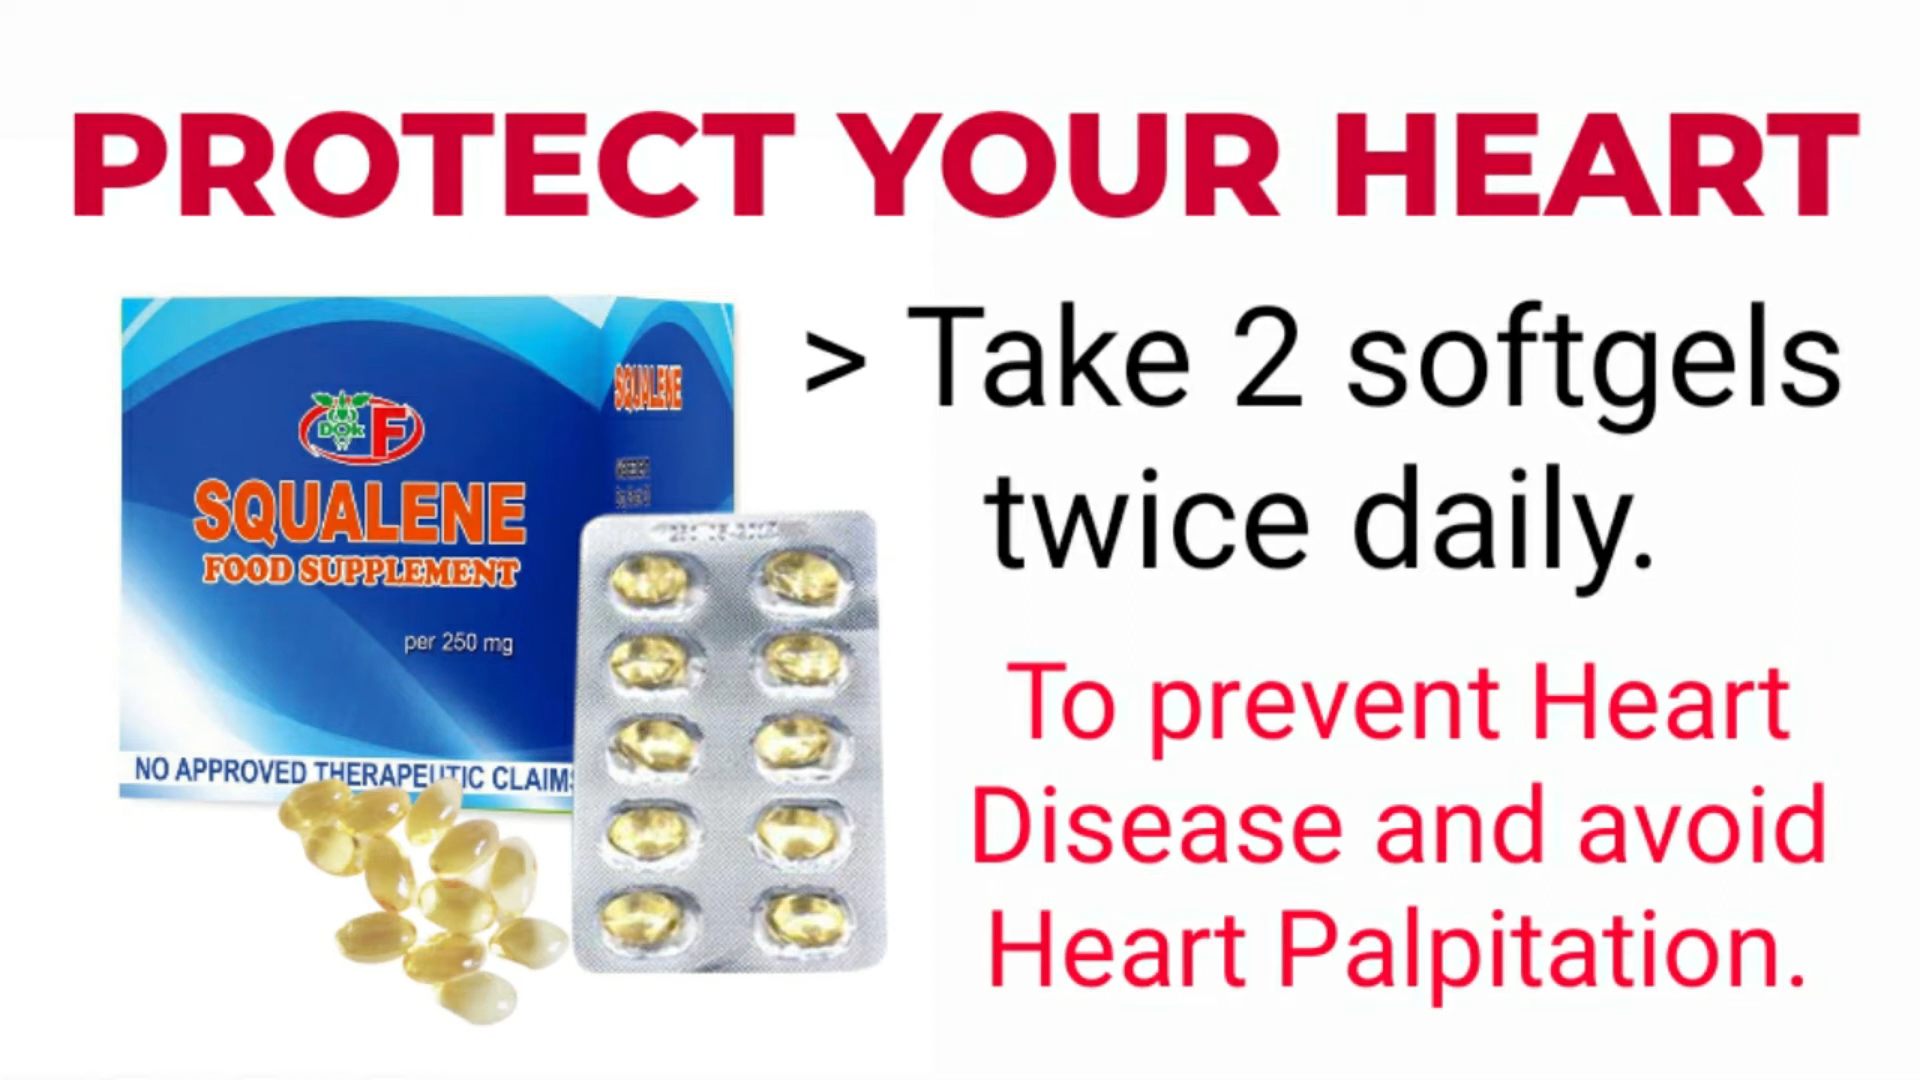 PROTECT YOUR HEART
> Take 2 softgels
twice daily.
To prevent Heart
Disease and avoid
Heart Palpitation.
DOk F
SQUALENE
FOOD SUPPLEMENT
per 250 mg
NO APPROVED THERAPEUTIC CLAIMS
SQUALENE